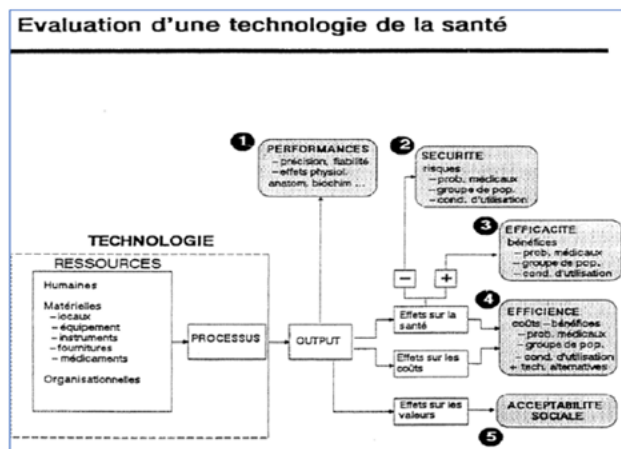 Evaluation d'une technologie de la santé
1
PERFORMANCES
–précision, fiabilité
–effets physiol.
anatom, biochim ...
2
SECURITE
risques
–prob. médicaux
–groupe de pop.
–cond. d'utilisation
3
EFFICACITE
bénéfices
–prob. médicaux
–groupe de pop.
–cond. d'utilisation
TECHNOLOGIE
RESSOURCES
Humaines
Matérielles
–locaux
–équipement
–instruments
–fournitures
–médicaments
Organisationnelles
PROCESSUS
OUTPUT
–
+
Effets sur la
santé
Effets sur les
coûts
4
EFFICIENCE
coûts–bénéfices
–prob. médicaux
–groupe de pop.
–cond. d'utilisation
+ tech. alternatives
Effets sur les
valeurs
ACCEPTABILITE
SOCIALE
5